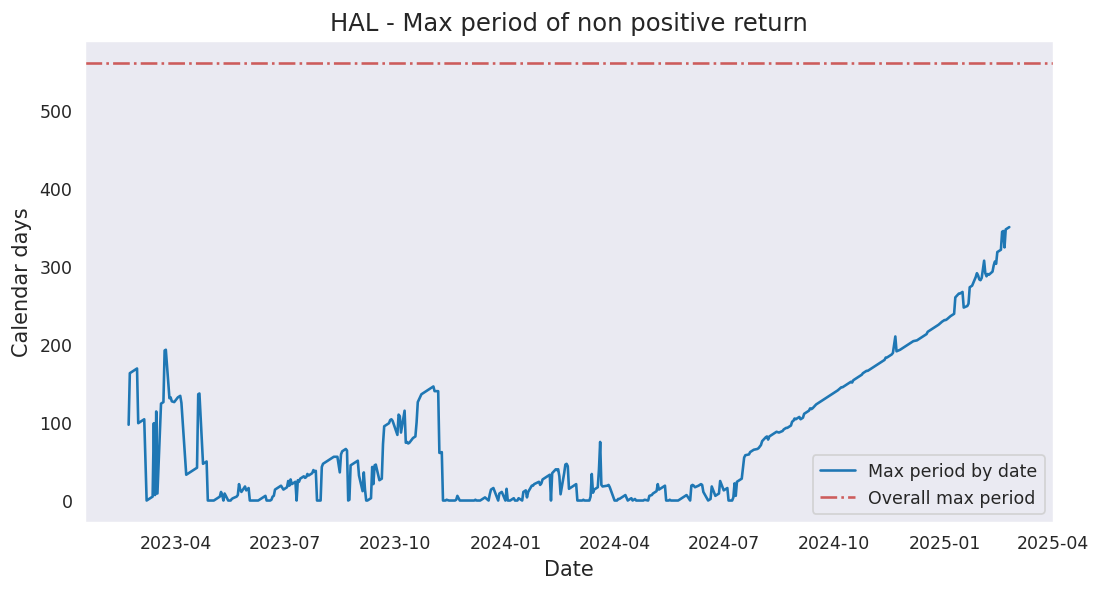 HAL - Max period of non positive return
Calendar days
500
400
300
200
100
0
Max period by date
Overall max period
2023-04 2023-07 2023-10 2024-01 2024-04 2024-07 2024-10 2025-01 2025-04
Date